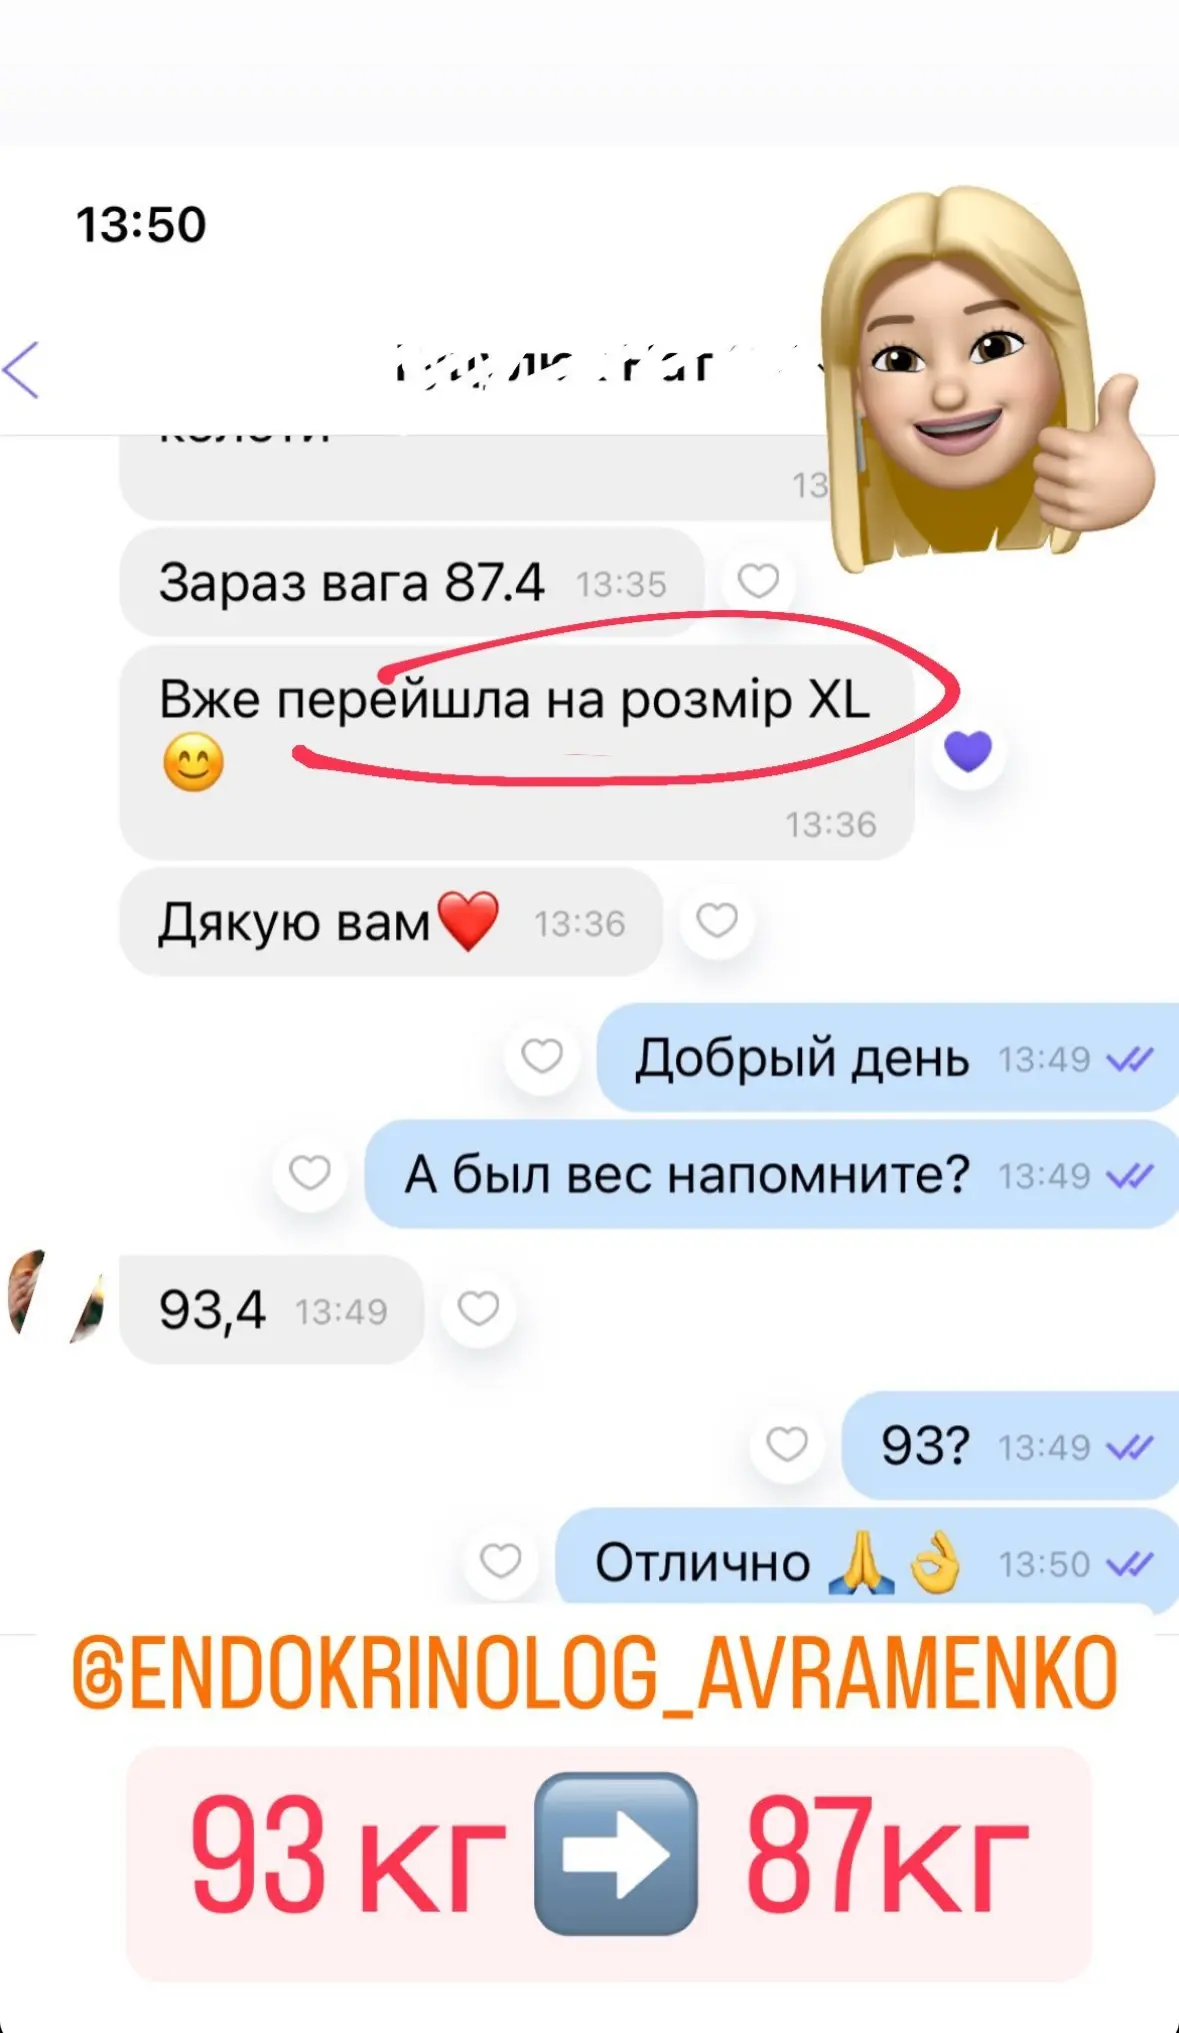 13:50
13
Зараз вага 87.4 13:35
Вже перейшла на розмір XL
😊
13:36
Дякую вам❤️ 13:36
Добрый день 13:49
А был вес напомните? 13:49
93,4 13:49
93? 13:49
Отлично 🙏👌 13:50
@ENDOKRINOLOG_AVRAMENKO
93 кг ➡️ 87кг